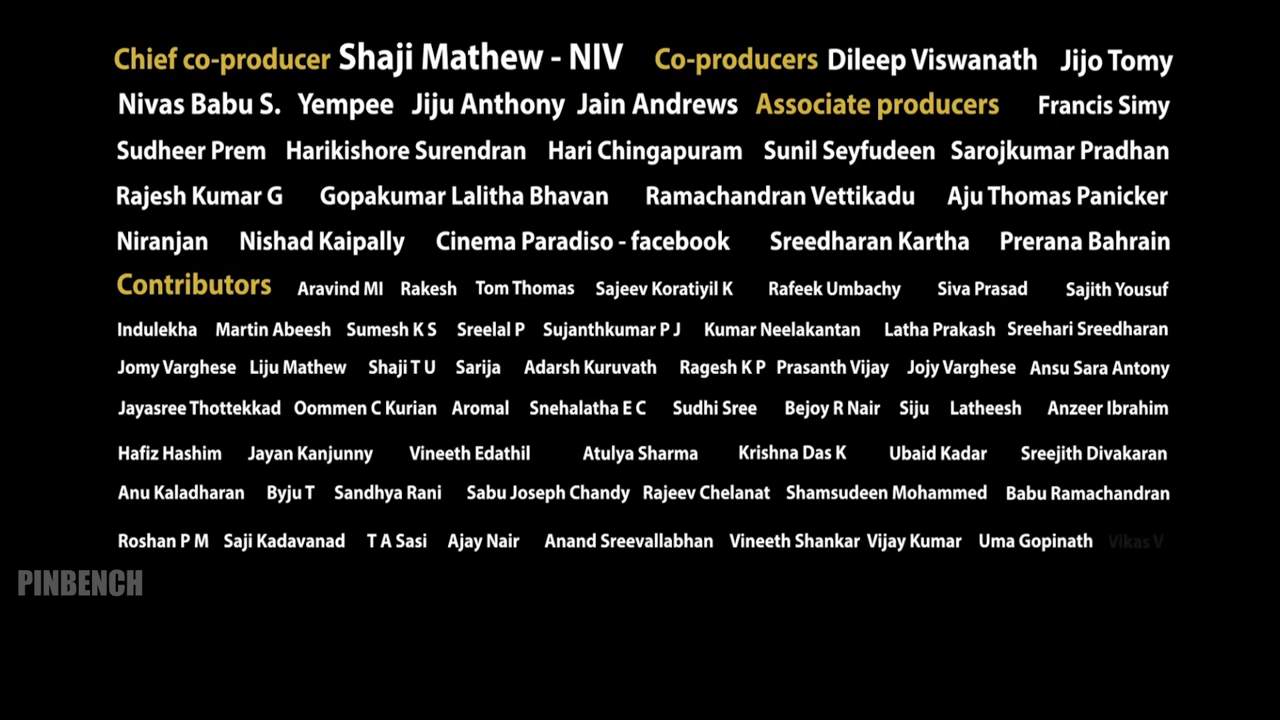 Chief co-producer Shaji Mathew - NIV Co-producers Dileep Viswanath Jijo Tomy
Nivas Babu S. Yempee Jiju Anthony Jain Andrews Associate producers Francis Simy
Sudheer Prem Harikishore Surendran Hari Chingapuram Sunil Seyfudeen Sarojkumar Pradhan
Rajesh Kumar G Gopakumar Lalitha Bhavan Ramachandran Vettikadu Aju Thomas Panicker
Niranjan Nishad Kaipally Cinema Paradiso - facebook Sreedharan Kartha Prerana Bahrain
Contributors Aravind MI Rakesh Tom Thomas Sajeev Koratiyil K Rafeek Umbachy Siva Prasad Sajith Yousuf
Indulekha Martin Abeesh Sumesh K S Sreelal P Sujanthkumar P J Kumar Neelakantan Latha Prakash Sreehari Sreedharan
Jomy Varghese Liju Mathew Shaji T U Sarija Adarsh Kuruvath Ragesh K P Prasanth Vijay Jojy Varghese Ansu Sara Antony
Jayasree Thottekkad Oommen C Kurian Aromal Snehalatha E C Sudhi Sree Bejoy R Nair Siju Latheesh Anzeer Ibrahim
Hafiz Hashim Jayan Kanjunny Vineeth Edathil Atulya Sharma Krishna Das K Ubaid Kadar Sreejith Divakaran
Anu Kaladharan Byju T Sandhya Rani Sabu Joseph Chandy Rajeev Chelanat Shamsudeen Mohammed Babu Ramachandran
Roshan P M Saji Kadavanad T A Sasi Ajay Nair Anand Sreevallabhan Vineeth Shankar Vijay Kumar Uma Gopinath Vikas V
PINBENCH